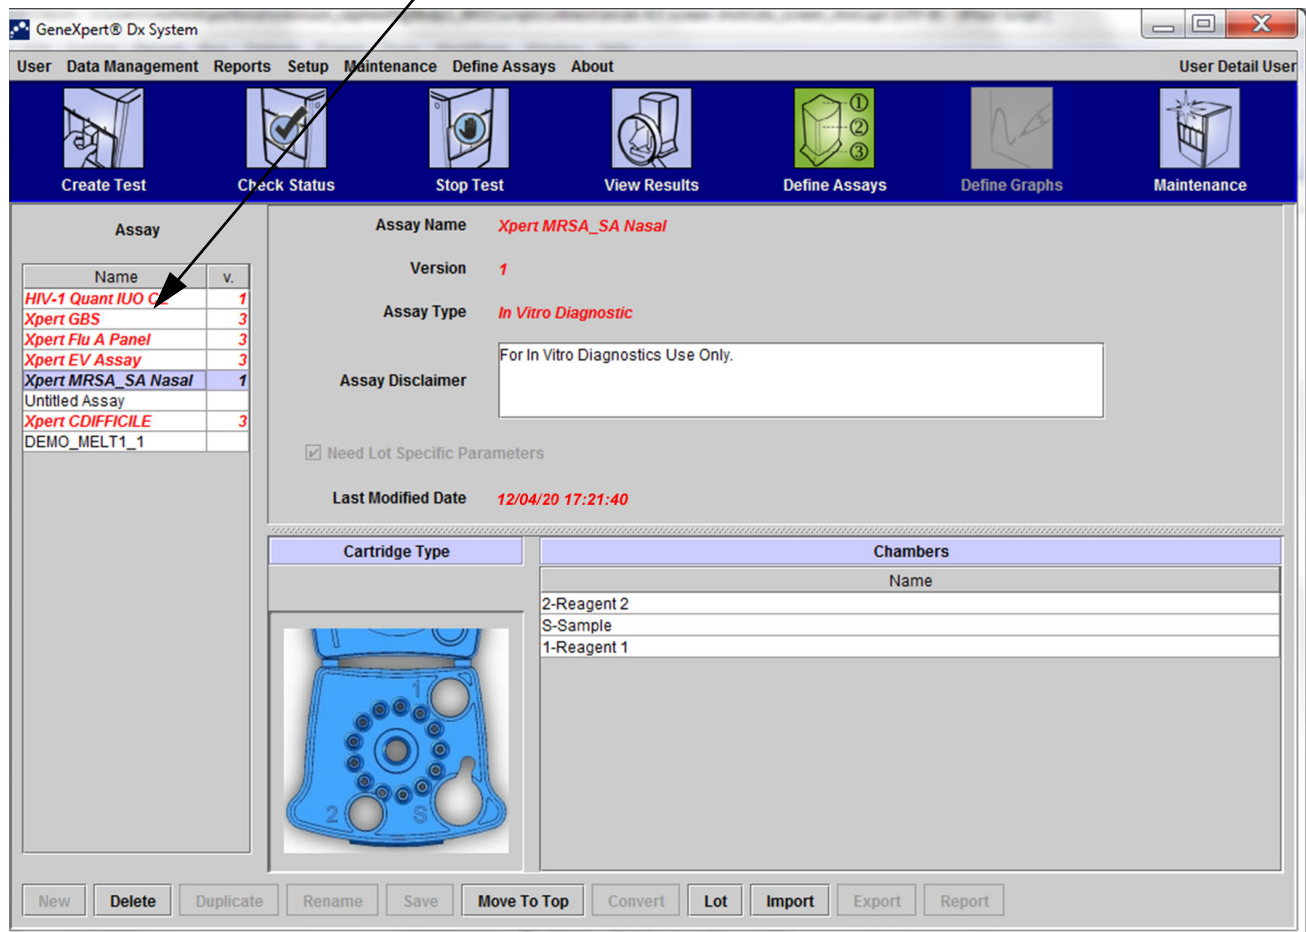 GeneXpert® Dx System
User Data Management Reports Setup Maintenance Define Assays About User Detail User
① ② ③
Create Test Check Status Stop Test View Results Define Assays Define Graphs Maintenance
Assay
Name v.
HIV-1 Quant IUO 1
Xpert GBS 3
Xpert Flu A Panel 3
Xpert EV Assay 3
Xpert MRSA_SA Nasal 1
Untitled Assay
Xpert CDIFFICILE 3
DEMO_MELT1_1
Assay Name Xpert MRSA_SA Nasal
Version 1
Assay Type In Vitro Diagnostic
Assay Disclaimer For In Vitro Diagnostics Use Only.
Need Lot Specific Parameters
Last Modified Date 12/04/20 17:21:40
Cartridge Type
1
2 S
Chambers
Name
2-Reagent 2
S-Sample
1-Reagent 1
New Delete Duplicate Rename Save Move To Top Convert Lot Import Export Report